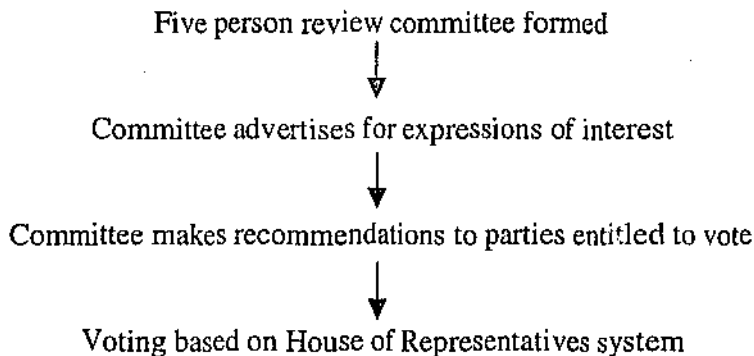 Five person review committee formed
Committee advertises for expressions of interest
Committee makes recommendations to parties entitled to vote
Voting based on House of Representatives system